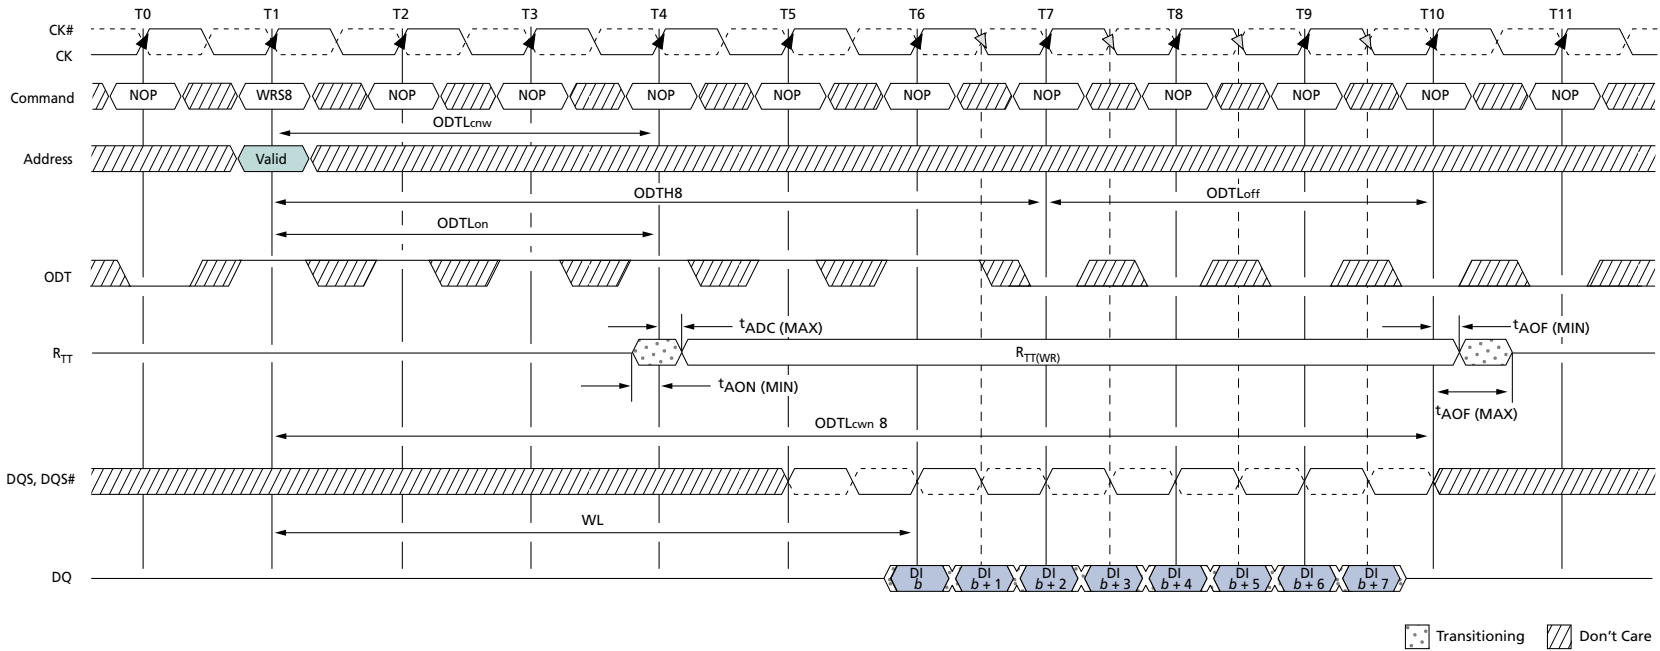 T0 T1 T2 T3 T4 T5 T6 T7 T8 T9 T10 T11
CK#
CK
Command NOP WRS8 NOP NOP NOP NOP NOP NOP NOP NOP NOP NOP
ODTLcnw
Address Valid
ODTH8 ODTLoff
ODTLon
ODT
tADC (MAX) tAOF (MIN)
RTT RTT(WR)
tAON (MIN)
tAOF (MAX)
ODTLcwn 8
DQS, DQS#
WL
DQ DI b DI b + 1 DI b + 2 DI b + 3 DI b + 4 DI b + 5 DI b + 6 DI b + 7
Transitioning Don't Care